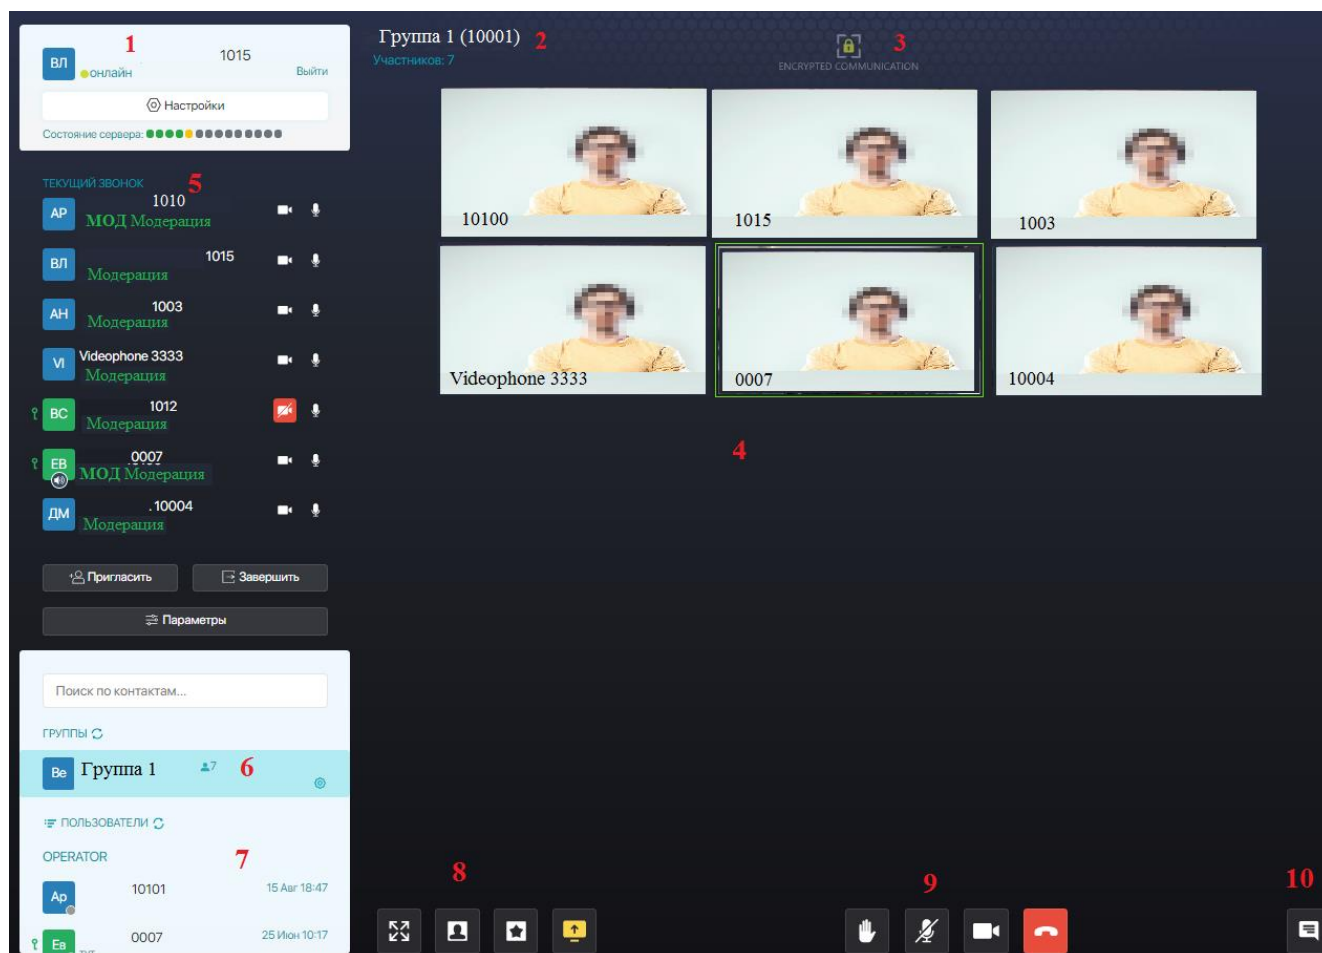 1
ВЛ
1015
онлайн
Выйти
Настройки
Состояние сервера:
Группа 1 (10001) 2
Участников: 7
3
ENCRYPTED COMMUNICATION
ТЕКУЩИЙ ЗВОНОК 5
АР 1010
МОД Модерация
ВЛ 1015
Модерация
АН 1003
Модерация
VI Videophone 3333
Модерация
ВС 1012
Модерация
ЕВ 0007
МОД Модерация
ДМ . 10004
Модерация
Пригласить Завершить
Параметры
10100 1015 1003
Videophone 3333 0007 10004
4
Поиск по контактам...
ГРУППЫ
Ве Группа 1 7 6
ПОЛЬЗОВАТЕЛИ
OPERATOR 7
Ар 10101 15 Авг 18:47
Ев 0007 25 Июн 10:17
8 9 10